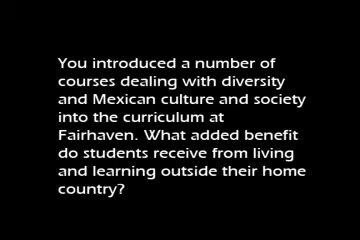 You introduced a number of
courses dealing with diversity
and Mexican culture and society
into the curriculum at
Fairhaven. What added benefit
do students receive from living
and learning outside their home
country?